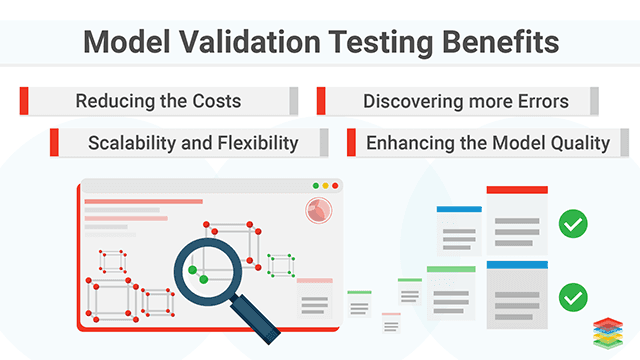 Model Validation Testing Benefits
Reducing the Costs
Discovering more Errors
Scalability and Flexibility
Enhancing the Model Quality